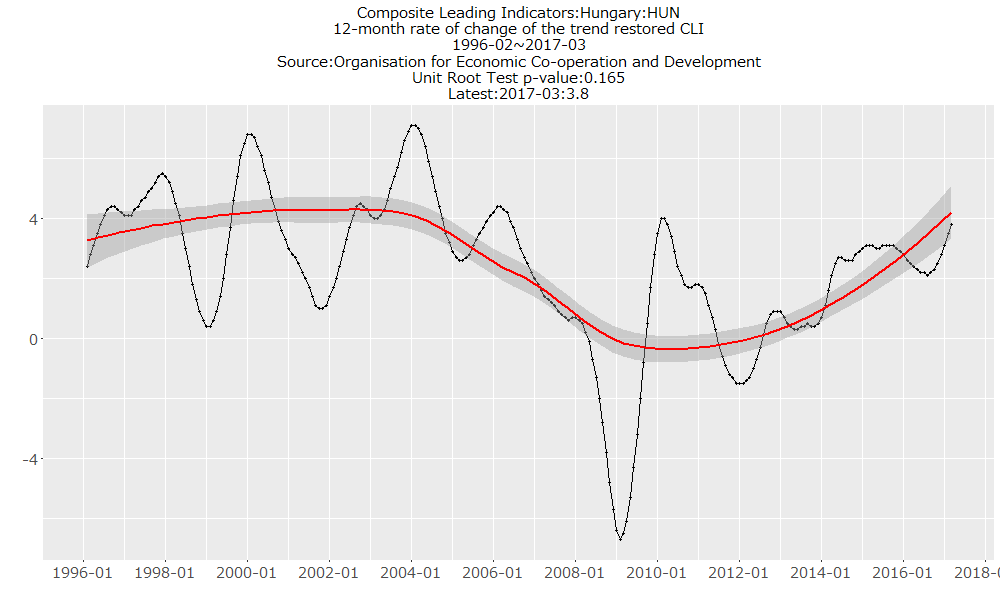 Composite Leading Indicators:Hungary:HUN
12-month rate of change of the trend restored CLI
1996-02~2017-03
Source:Organisation for Economic Co-operation and Development
Unit Root Test p-value:0.165
Latest:2017-03:3.8
4
0
-4
1996-01 1998-01 2000-01 2002-01 2004-01 2006-01 2008-01 2010-01 2012-01 2014-01 2016-01 2018-0